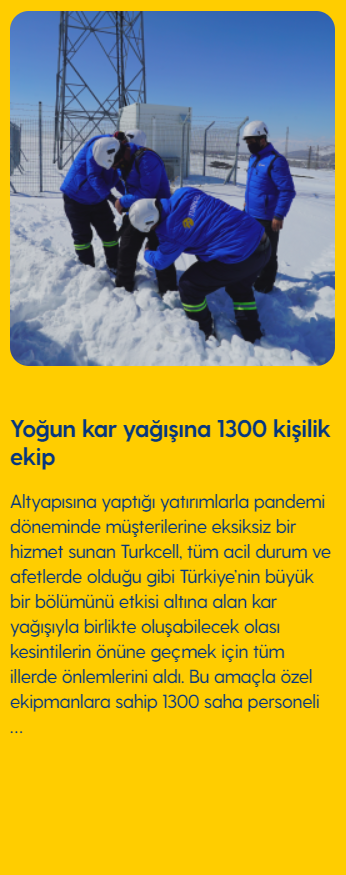 Yoğun kar yağışına 1300 kişilik
ekip
Altyapısına yaptığı yatırımlarla pandemi
döneminde müşterilerine eksiksiz bir
hizmet sunan Turkcell, tüm acil durum ve
afetlerde olduğu gibi Türkiye'nin büyük
bir bölümünü etkisi altına alan kar
yağışıyla birlikte oluşabilecek olası
kesintilerin önüne geçmek için tüm
illerde önlemlerini aldı. Bu amaçla özel
ekipmanlara sahip 1300 saha personeli
...